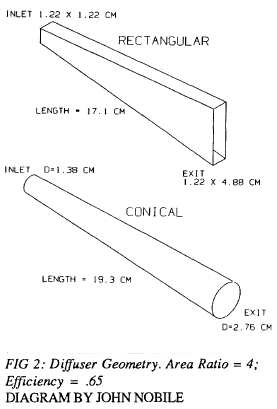 INLET 1.22 X 1.22 CM
RECTANGULAR
LENGTH = 17.1 CM
EXIT
1.22 X 4.88 CM
INLET D=1.38 CM
CONICAL
LENGTH = 19.3 CM
EXIT
D=2.76 CM
FIG 2: Diffuser Geometry. Area Ratio = 4;
Efficiency = .65
DIAGRAM BY JOHN NOBILE